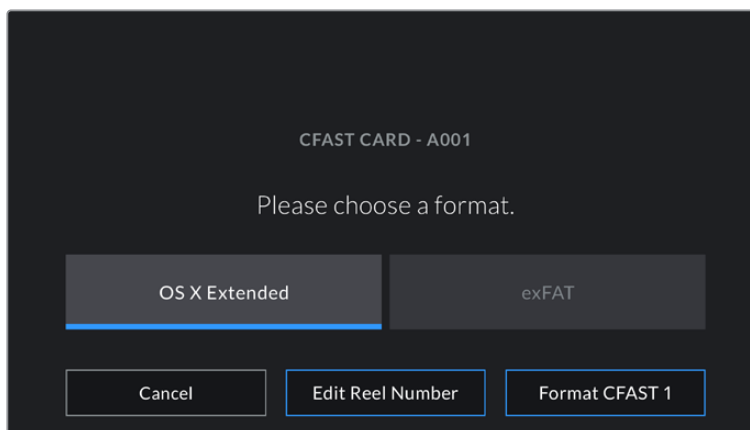 CFAST CARD - A001
Please choose a format.
OS X Extended
exFAT
Cancel
Edit Reel Number
Format CFAST 1